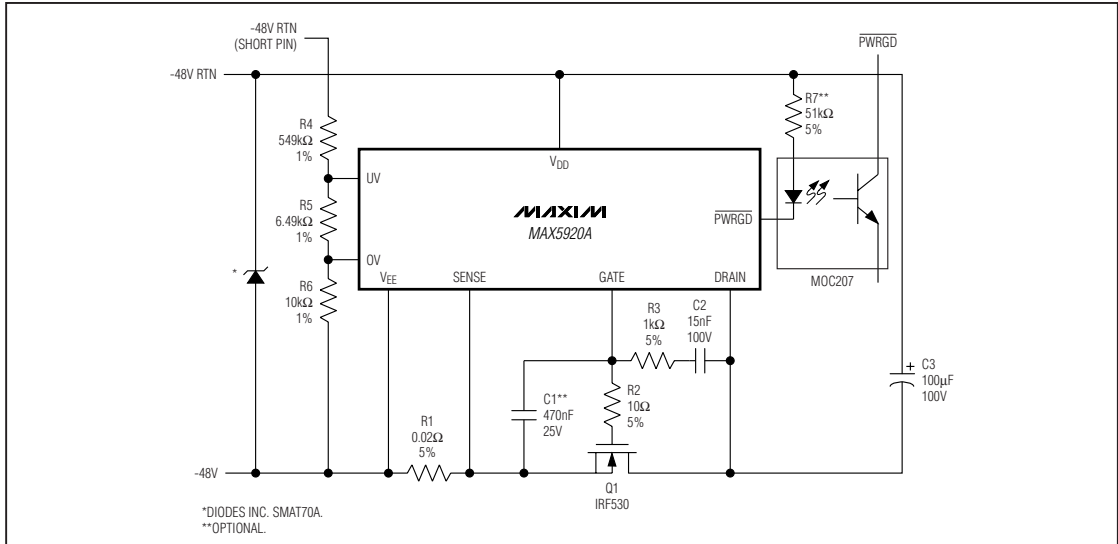 -48V RTN
(SHORT PIN)
PWRGD
-48V RTN
R7**
51kΩ
5%
R4
549kΩ
1%
VDD
UV
R5
6.49kΩ
1%
MAXIM
MAX5920A
PWRGD
OV
*
VEE
SENSE
GATE
DRAIN
MOC207
R6
10kΩ
1%
R3
1kΩ
5%
C2
15nF
100V
+
C3
100μF
100V
C1**
470nF
25V
R2
10Ω
5%
R1
0.02Ω
5%
-48V
Q1
IRF530
*DIODES INC. SMAT70A.
**OPTIONAL.